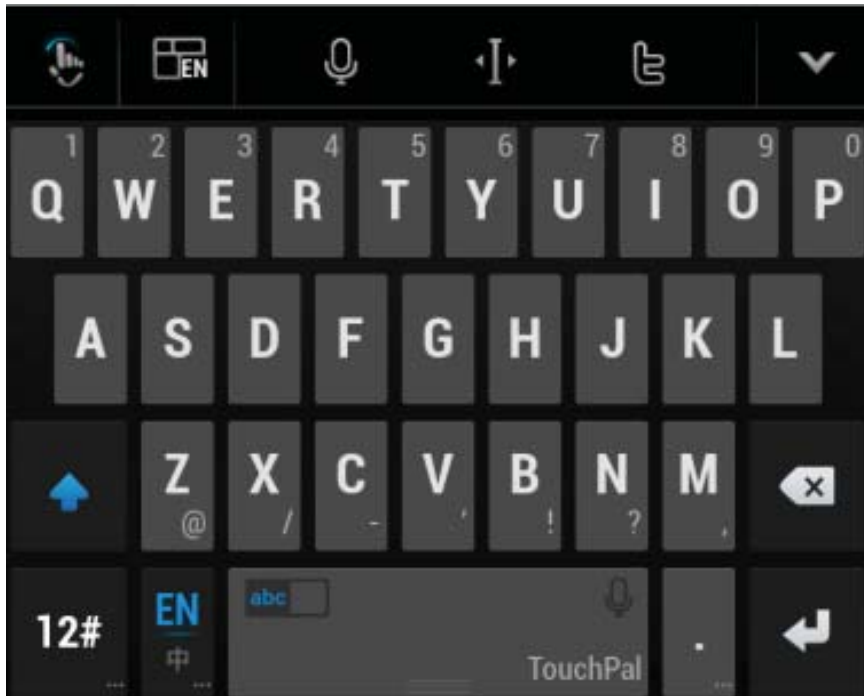 EN
1 2 3 4 5 6 7 8 9 0
Q W E R T Y U I O P
A S D F G H J K L
Z X C V B N M
@ / - ' ! ? ,
12# EN abc .
中 TouchPal